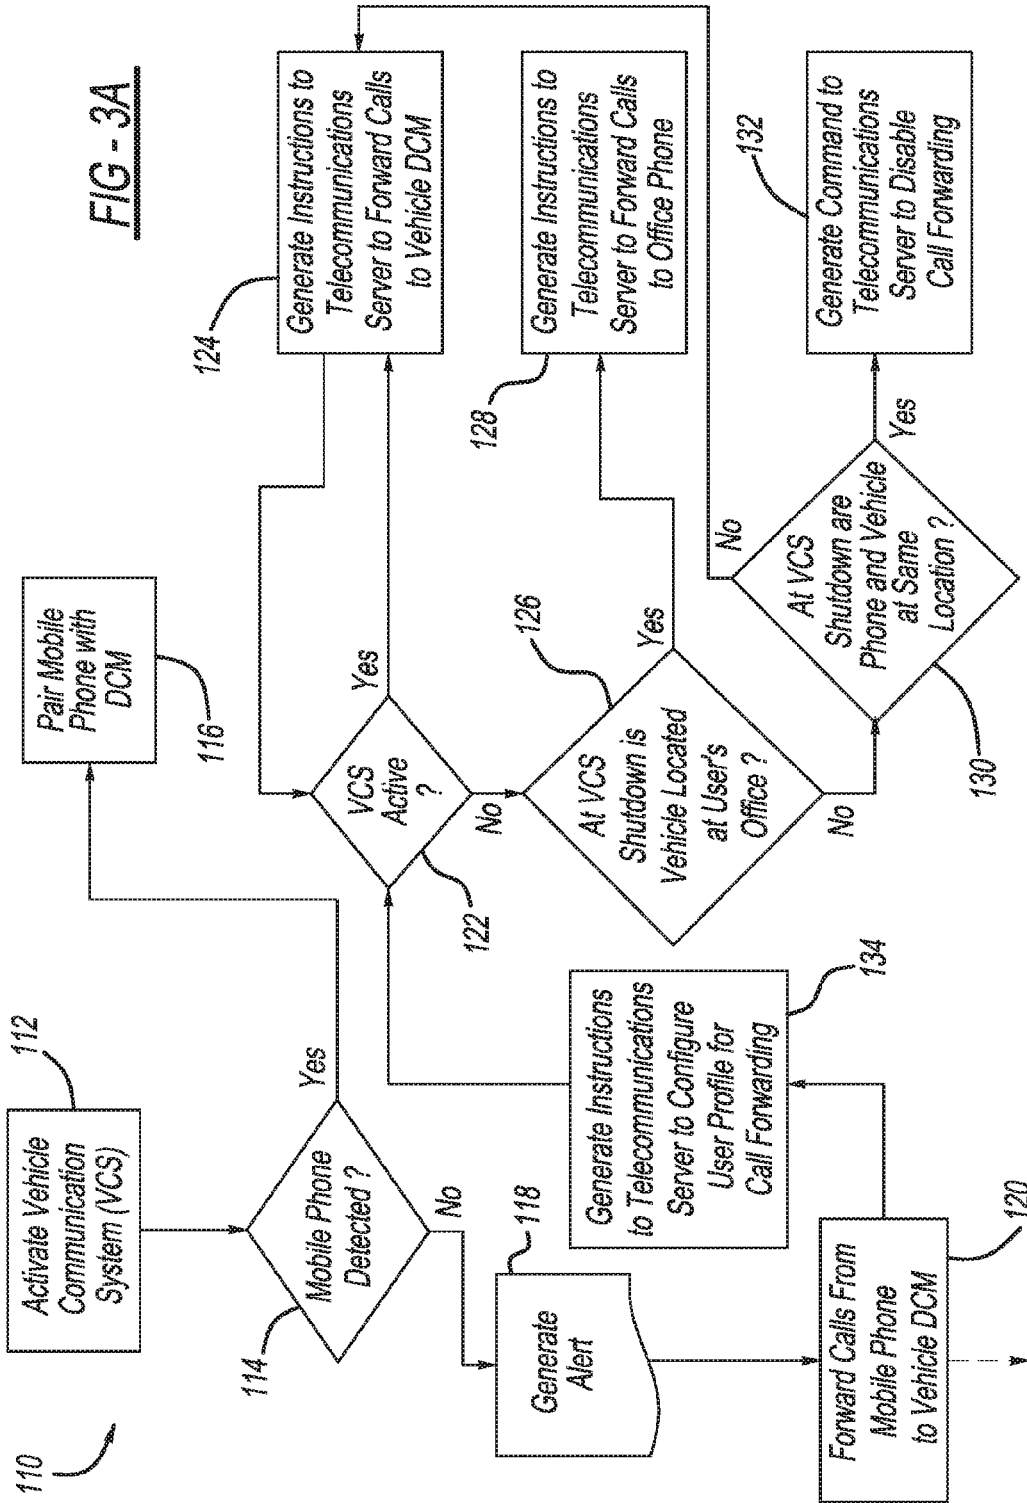 FIG - 3A
110
112
Activate Vehicle
Communication
System (VCS)
114
Mobile Phone
Detected ?
Yes
No
116
Pair Mobile
Phone with
DCM
118
Generate
Alert
120
Forward Calls From
Mobile Phone
to Vehicle DCM
134
Generate Instructions
to Telecommunications
Server to Configure
User Profile for
Call Forwarding
122
VCS
Active
?
Yes
No
124
Generate Instructions to
Telecommunications
Server to Forward Calls
to Vehicle DCM
126
At VCS
Shutdown is
Vehicle Located
at User's
Office ?
Yes
No
128
Generate Instructions to
Telecommunications
Server to Forward Calls
to Office Phone
130
At VCS
Shutdown are
Phone and Vehicle
at Same
Location ?
No
Yes
132
Generate Command to
Telecommunications
Server to Disable
Call Forwarding